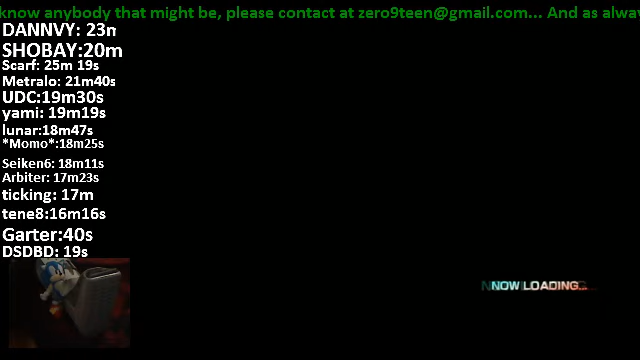 know anybody that might be, please contact at zero9teen@gmail.com... And as alway
DANNVY: 23m
SHOBAY:20m
Scarf: 25m 19s
Metralo: 21m40s
UDC:19m30s
yami: 19m19s
lunar:18m47s
*Momo*:18m25s
Seiken6: 18m11s
Arbiter: 17m23s
ticking: 17m
tene8:16m16s
Garter:40s
DSDBD: 19s
NOW LOADING...